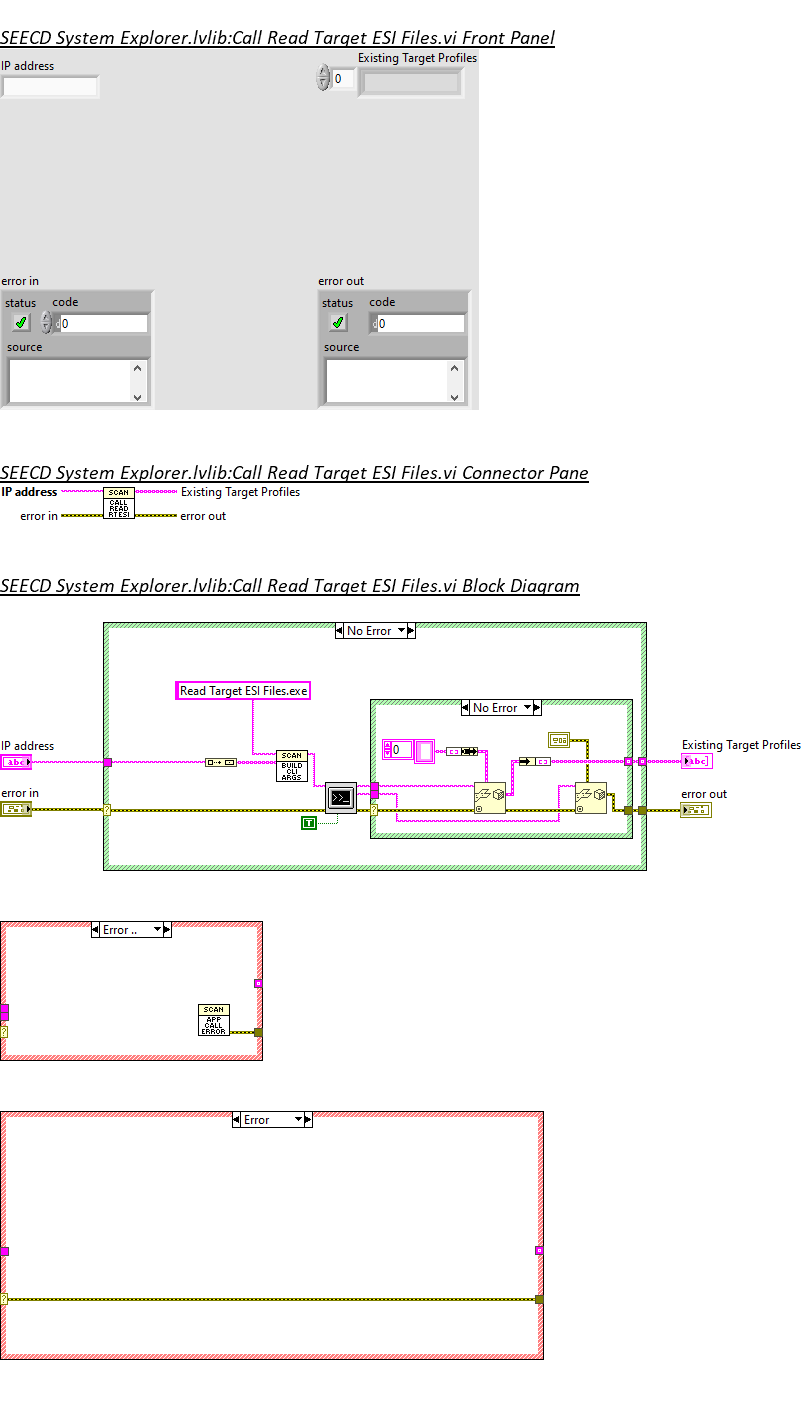 SEECD System Explorer.lvlib:Call Read Target ESI Files.vi Front Panel
IP address
Existing Target Profiles
0
error in
error out
status code
status code
d 0
d 0
source
source
SEECD System Explorer.lvlib:Call Read Target ESI Files.vi Connector Pane
IP address
SCAN
CALL
READ
RTESI
Existing Target Profiles
error in
error out
SEECD System Explorer.lvlib:Call Read Target ESI Files.vi Block Diagram
No Error
Read Target ESI Files.exe
No Error
IP address
abc
0
SCAN
BUILD
CLI
ARGS
Existing Target Profiles
abc
error in
error out
>>_
T
?
?
Error ..
SCAN
APP
CALL
ERROR
?
Error
?